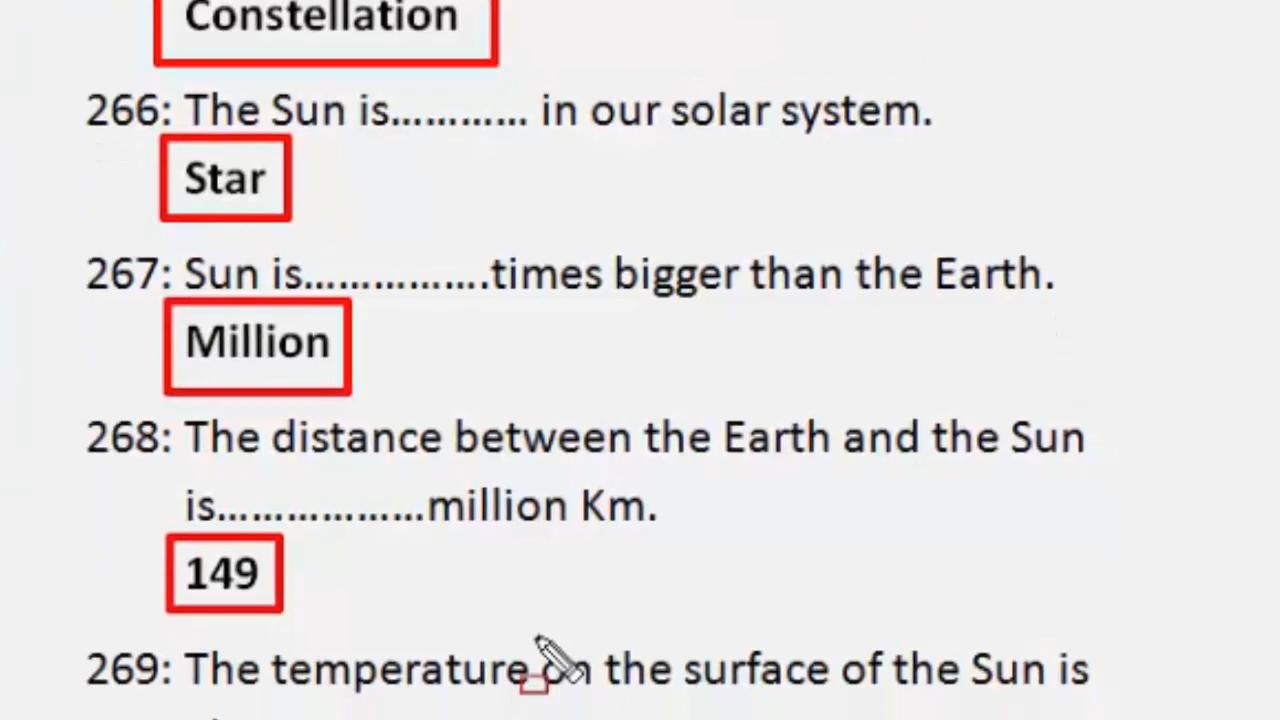 Constellation
266: The Sun is............ in our solar system.
Star
267: Sun is................times bigger than the Earth.
Million
268: The distance between the Earth and the Sun
is..................million Km.
149
269: The temperature on the surface of the Sun is